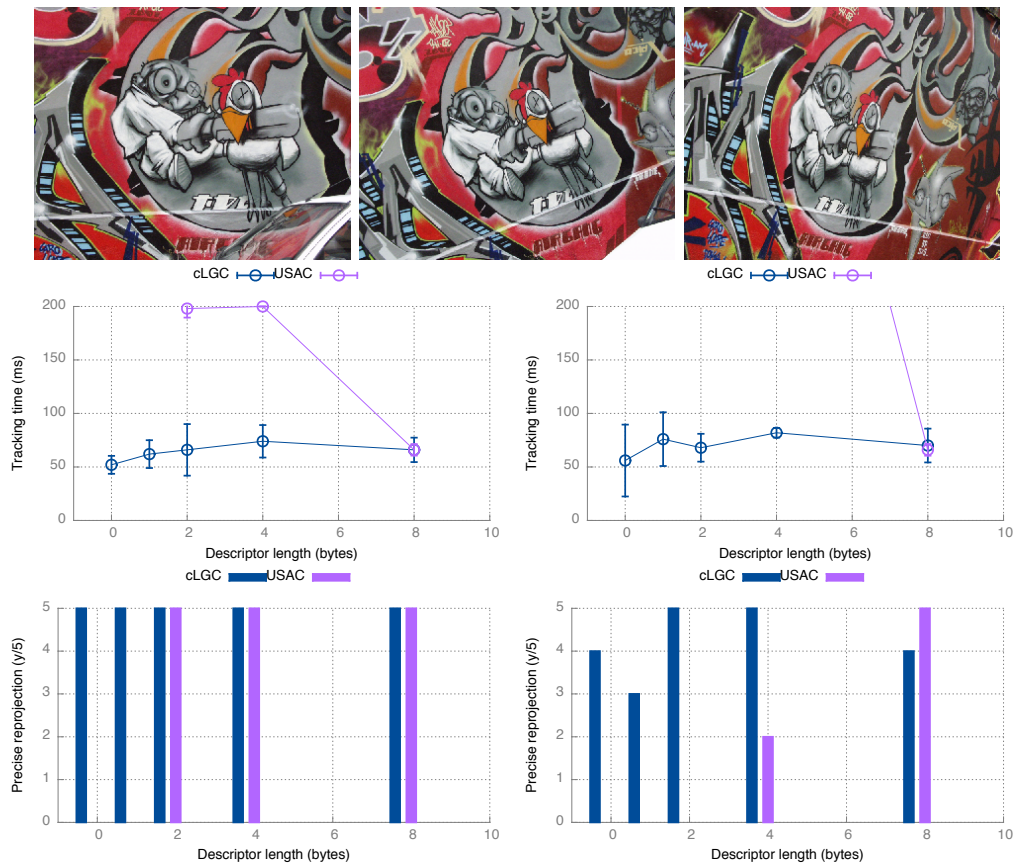 cLGC USAC
cLGC USAC
200
150
100
50
0
Tracking time (ms)
0 2 4 6 8 10
Descriptor length (bytes)
200
150
100
50
0
Tracking time (ms)
0 2 4 6 8 10
Descriptor length (bytes)
cLGC USAC
cLGC USAC
5
4
3
2
1
0
Precise reprojection (y/5)
0 2 4 6 8 10
Descriptor length (bytes)
5
4
3
2
1
0
Precise reprojection (y/5)
0 2 4 6 8 10
Descriptor length (bytes)